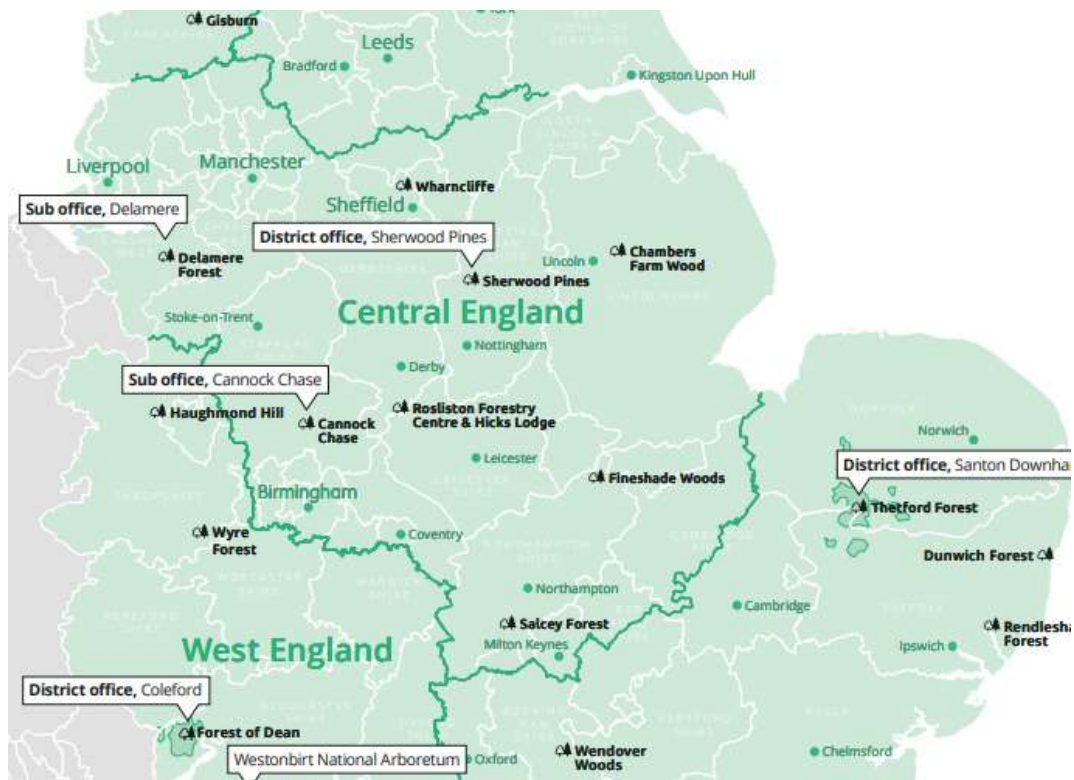 Gisburn
Leeds
Bradford
Kingston Upon Hull
Liverpool
Manchester
Wharncliffe
Sheffield
Sub office, Delamere
District office, Sherwood Pines
Delamere
Forest
Lincoln
Chambers
Farm Wood
Sherwood Pines
Central England
Stoke-on-Trent
Nottingham
Derby
Sub office, Cannock Chase
Haughmond Hill
Cannock
Chase
Rosliston Forestry
Centre & Hicks Lodge
Norwich
Leicester
District office, Santon Downha
Fineshade Woods
Birmingham
Thetford Forest
Wyre
Forest
Coventry
Dunwich Forest
Northampton
Cambridge
Salcey Forest
Rendlesha
Forest
West England
Milton Keynes
Ipswich
District office, Coleford
Forest of Dean
Westonbirt National Arboretum
Oxford
Wendover
Woods
Chelmsford